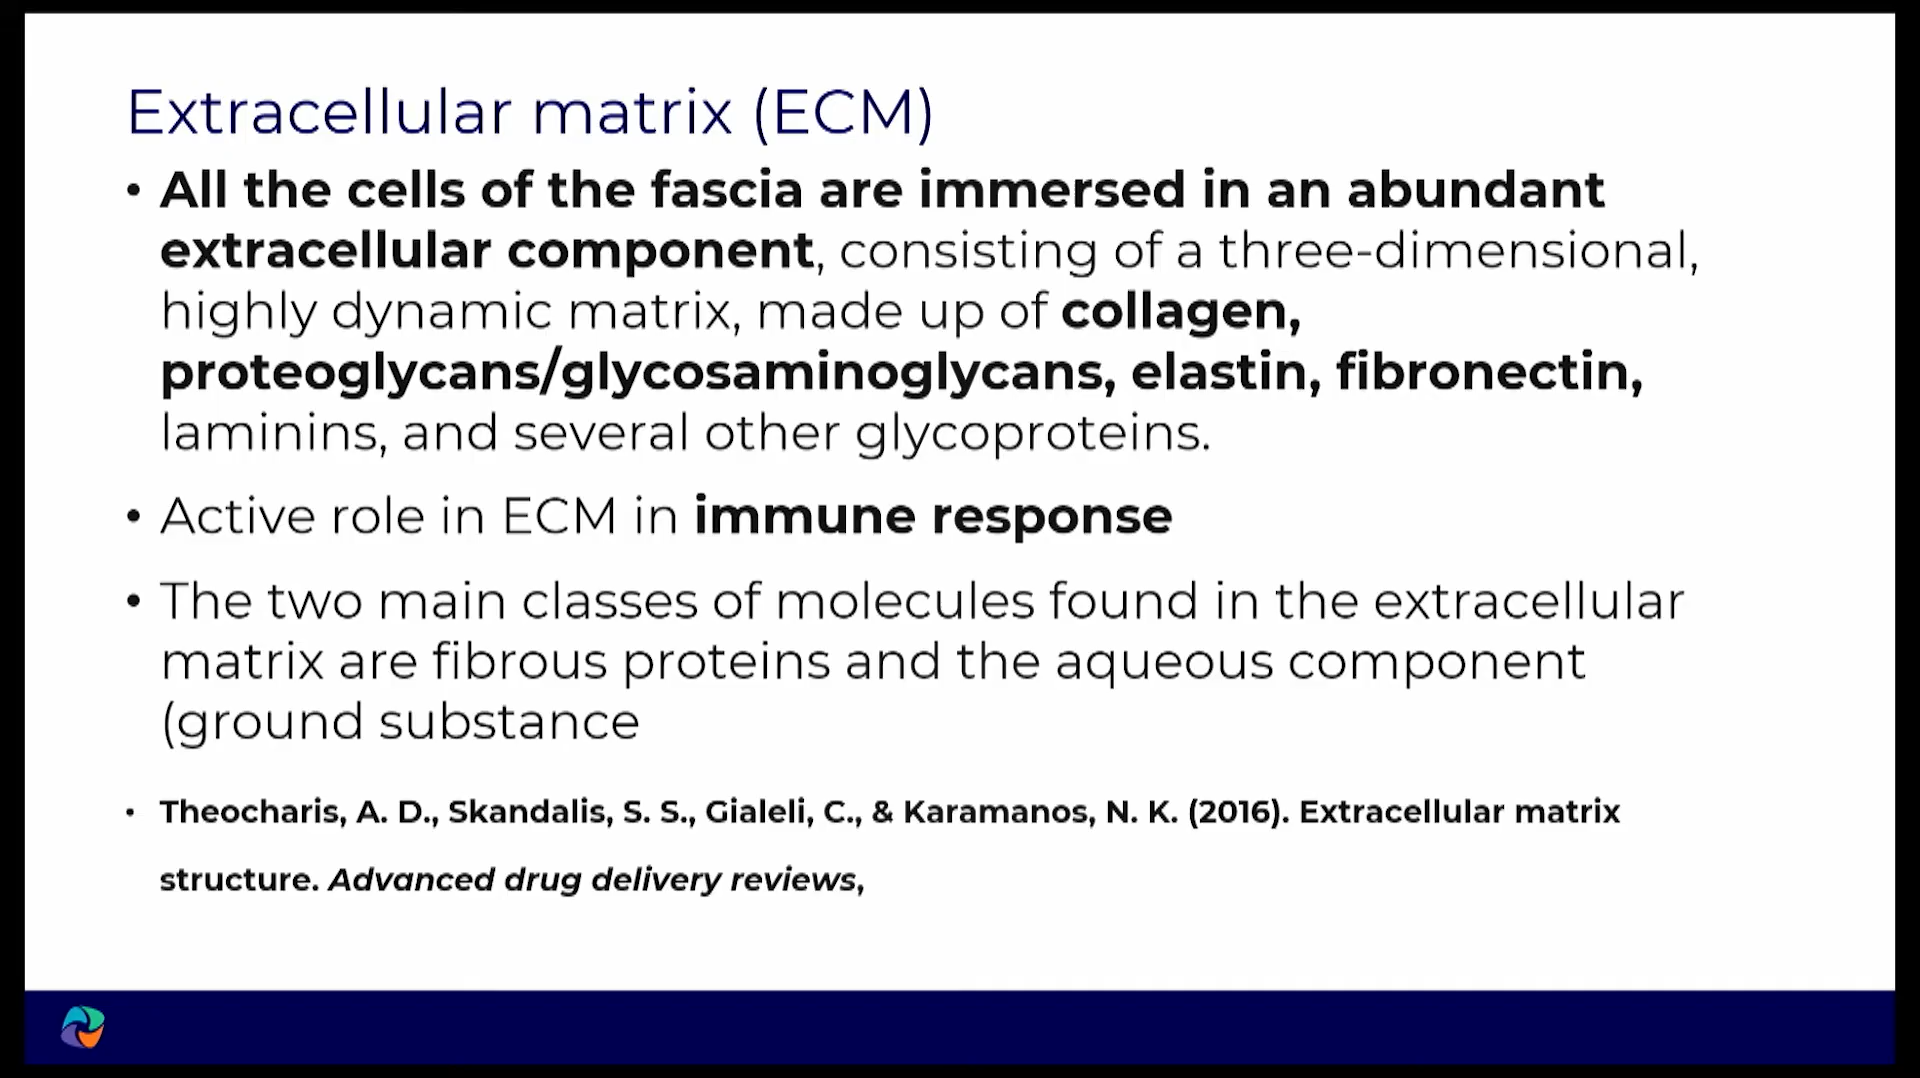 Extracellular matrix (ECM)
• All the cells of the fascia are immersed in an abundant
extracellular component, consisting of a three-dimensional,
highly dynamic matrix, made up of collagen,
proteoglycans/glycosaminoglycans, elastin, fibronectin,
laminins, and several other glycoproteins.
• Active role in ECM in immune response
• The two main classes of molecules found in the extracellular
matrix are fibrous proteins and the aqueous component
(ground substance
• Theocharis, A. D., Skandalis, S. S., Gialeli, C., & Karamanos, N. K. (2016). Extracellular matrix
structure. Advanced drug delivery reviews,